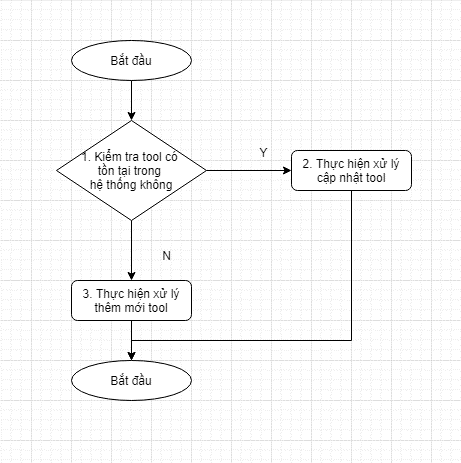 Bắt đầu
1. Kiểm tra tool có
tồn tại trong
hệ thống không
Y
2. Thực hiện xử lý
cập nhật tool
N
3. Thực hiện xử lý
thêm mới tool
Bắt đầu